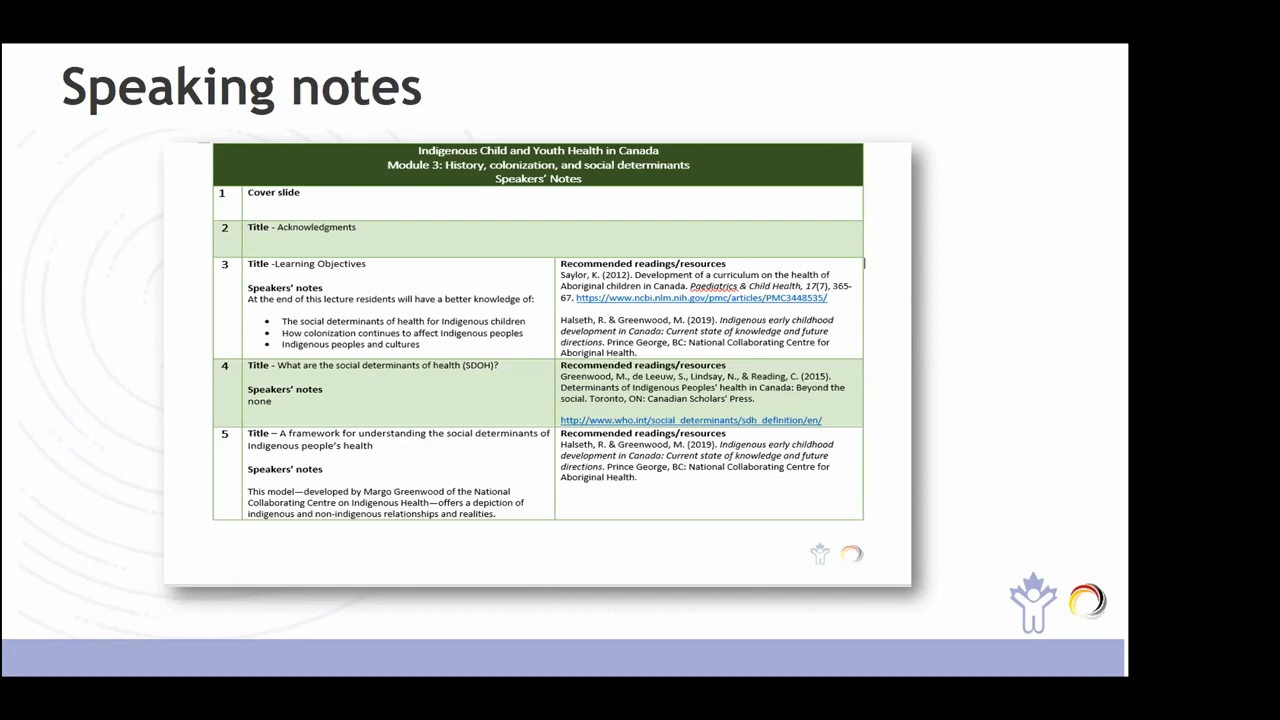 Speaking notes
Indigenous Child and Youth Health in Canada
Module 3: History, colonization, and social determinants
Speakers' Notes
1
Cover slide
2
Title - Acknowledgments
3
Title -Learning Objectives
Speakers' notes
At the end of this lecture residents will have a better knowledge of:
• The social determinants of health for Indigenous children
• How colonization continues to affect Indigenous peoples
• Indigenous peoples and cultures
Recommended readings/resources
Saylor, K. (2012). Development of a curriculum on the health of
Aboriginal children in Canada. Paediatrics & Child Health, 17(7), 365-
67. https://www.ncbi.nlm.nih.gov/pmc/articles/PMC3448535/
Halseth, R. & Greenwood, M. (2019). Indigenous early childhood
development in Canada: Current state of knowledge and future
directions. Prince George, BC: National Collaborating Centre for
Aboriginal Health.
4
Title - What are the social determinants of health (SDOH)?
Speakers' notes
none
Recommended readings/resources
Greenwood, M., de Leeuw, S., Lindsay, N., & Reading, C. (2015).
Determinants of Indigenous Peoples' health in Canada: Beyond the
social. Toronto, ON: Canadian Scholars' Press.
http://www.who.int/social_determinants/sdh_definition/en/
5
Title – A framework for understanding the social determinants of
Indigenous people's health
Speakers' notes
This model—developed by Margo Greenwood of the National
Collaborating Centre on Indigenous Health—offers a depiction of
indigenous and non-indigenous relationships and realities.
Recommended readings/resources
Halseth, R. & Greenwood, M. (2019). Indigenous early childhood
development in Canada: Current state of knowledge and future
directions. Prince George, BC: National Collaborating Centre for
Aboriginal Health.